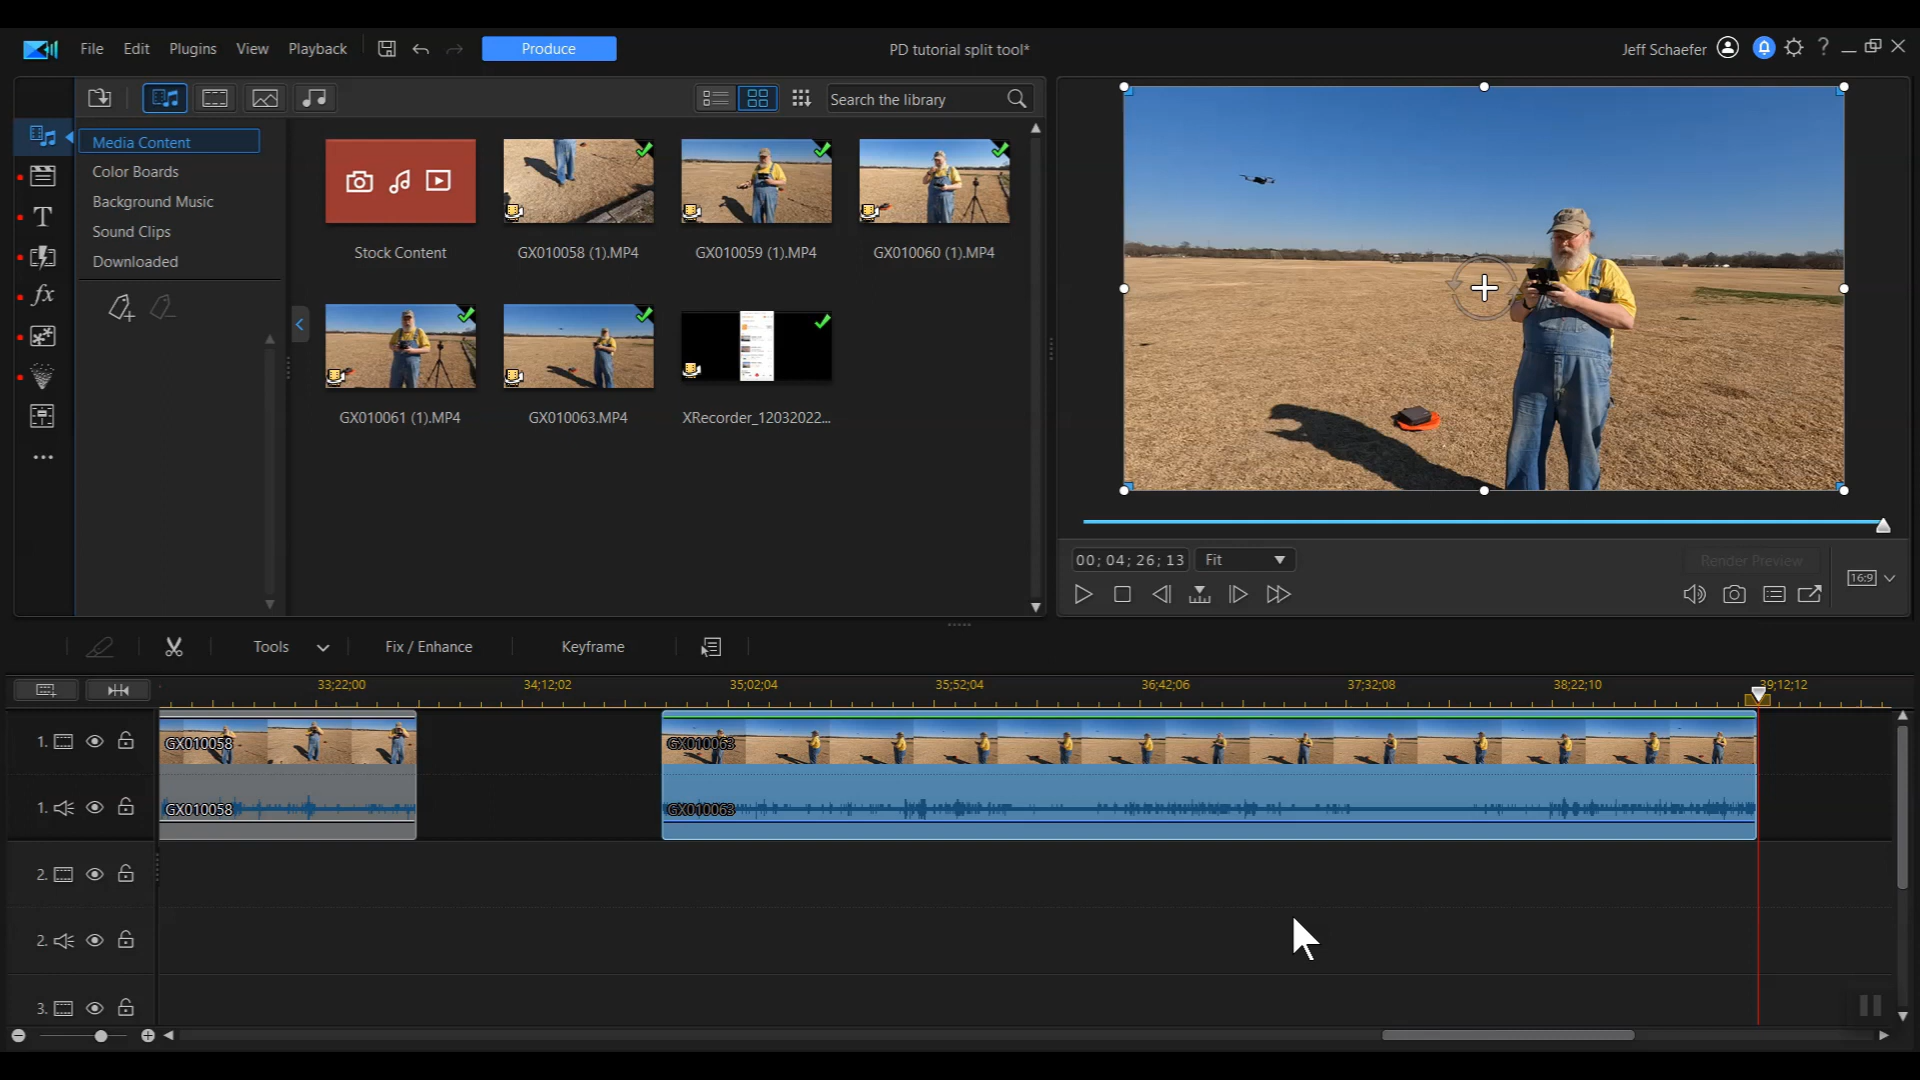 File Edit Plugins View Playback Produce PD tutorial split tool* Jeff Schaefer ?
Search the library
Media Content
Color Boards
Background Music
Sound Clips
Downloaded
T
fx
Stock Content
GX010058 (1).MP4
GX010059 (1).MP4
GX010060 (1).MP4
GX010061 (1).MP4
GX010063.MP4
XRecorder_12032022...
00; 04; 26; 13 Fit Render Preview
16:9
Tools Fix / Enhance Keyframe
33;22;00 34;12;02 35;02;04 35;52;04 36;42;06 37;32;08 38;22;10 39;12;12
1. GX010058 GX010063
1. GX010058 GX010063
2.
2.
3.